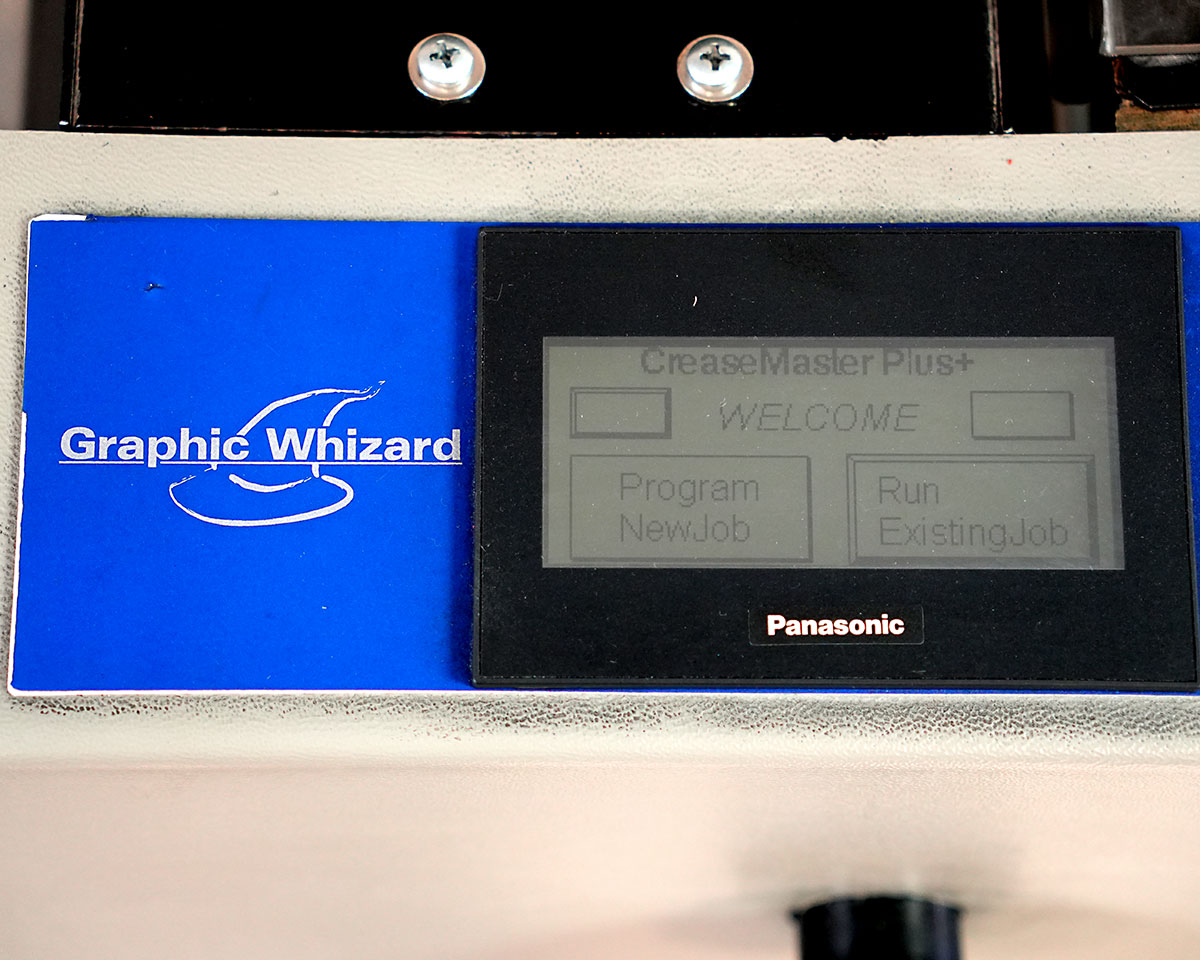 Graphic Whizard
CreaseMaster Plus+
WELCOME
Program
NewJob
Run
ExistingJob
Panasonic